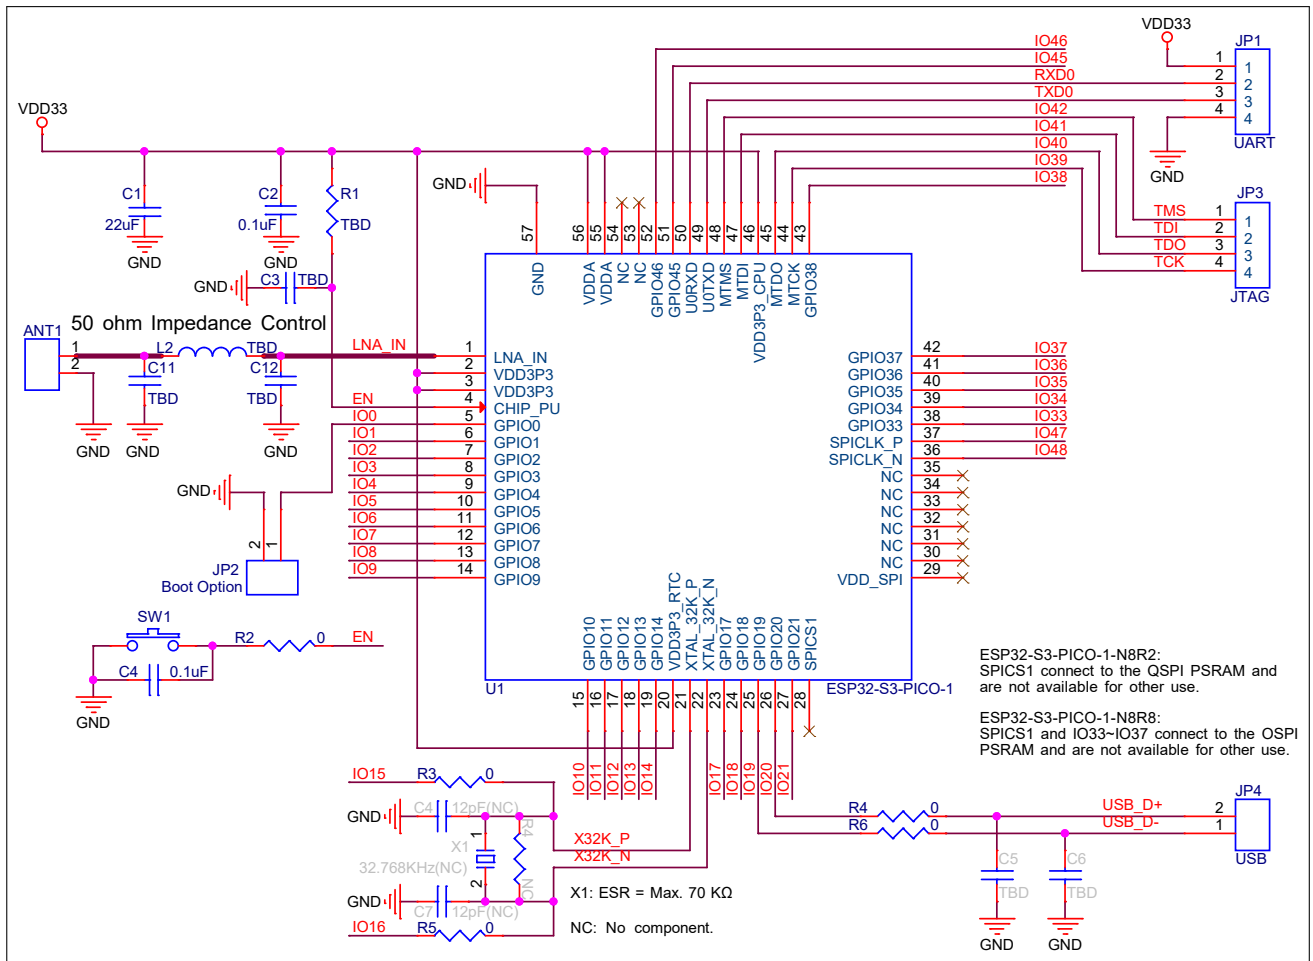 IO46
IO45
RXD0
TXD0
IO42
IO41
IO40
IO39
IO38
VDD33
JP1
1 1
2 2
3 3
4 4
UART
GND
JP3
TMS 1 1
TDI 2 2
TDO 3 3
TCK 4 4
JTAG
VDD33
C1
22uF
GND
C2
0.1uF
GND
R1
TBD
GND
C3 TBD
GND
57 56 55 54 53 52 51 50 49 48 47 46 45 44 43
GND VDDA VDDA NC NC GPIO46 GPIO45 U0RXD U0TXD MTMS MTDI VDD3P3_CPU MTDO MTCK GPIO38
50 ohm Impedance Control
ANT1
1
2
L2 TBD
C11
TBD
C12
TBD
GND
GND
GND
LNA_IN 1 LNA_IN
2 VDD3P3
3 VDD3P3
EN 4 CHIP_PU
IO0 5 GPIO0
IO1 6 GPIO1
IO2 7 GPIO2
IO3 8 GPIO3
IO4 9 GPIO4
IO5 10 GPIO5
IO6 11 GPIO6
IO7 12 GPIO7
IO8 13 GPIO8
IO9 14 GPIO9
GPIO37 42 IO37
GPIO36 41 IO36
GPIO35 40 IO35
GPIO34 39 IO34
GPIO33 38 IO33
SPICLK_P 37 IO47
SPICLK_N 36 IO48
NC 35
NC 34
NC 33
NC 32
NC 31
NC 30
VDD_SPI 29
GND
2 1
JP2
Boot Option
SW1
R2 0 EN
C4 0.1uF
GND
GPIO10 GPIO11 GPIO12 GPIO13 GPIO14 VDD3P3_RTC XTAL_32K_P XTAL_32K_N GPIO17 GPIO18 GPIO19 GPIO20 GPIO21 SPICS1
U1
ESP32-S3-PICO-1
15 16 17 18 19 20 21 22 23 24 25 26 27 28
IO10 IO11 IO12 IO13 IO14 IO17 IO18 IO19 IO20 IO21
ESP32-S3-PICO-1-N8R2:
SPICS1 connect to the QSPI PSRAM and
are not available for other use.
ESP32-S3-PICO-1-N8R8:
SPICS1 and IO33~IO37 connect to the OSPI
PSRAM and are not available for other use.
IO15 R3 0
GND
C4 12pF(NC)
1
X1
32.768KHz(NC)
2
R4
NC
X32K_P
X32K_N
GND
C7 12pF(NC)
IO16 R5 0
X1: ESR = Max. 70 KΩ
NC: No component.
R4 0
R6 0
USB_D+ 2
USB_D- 1
JP4
USB
C5
TBD
GND
C6
TBD
GND